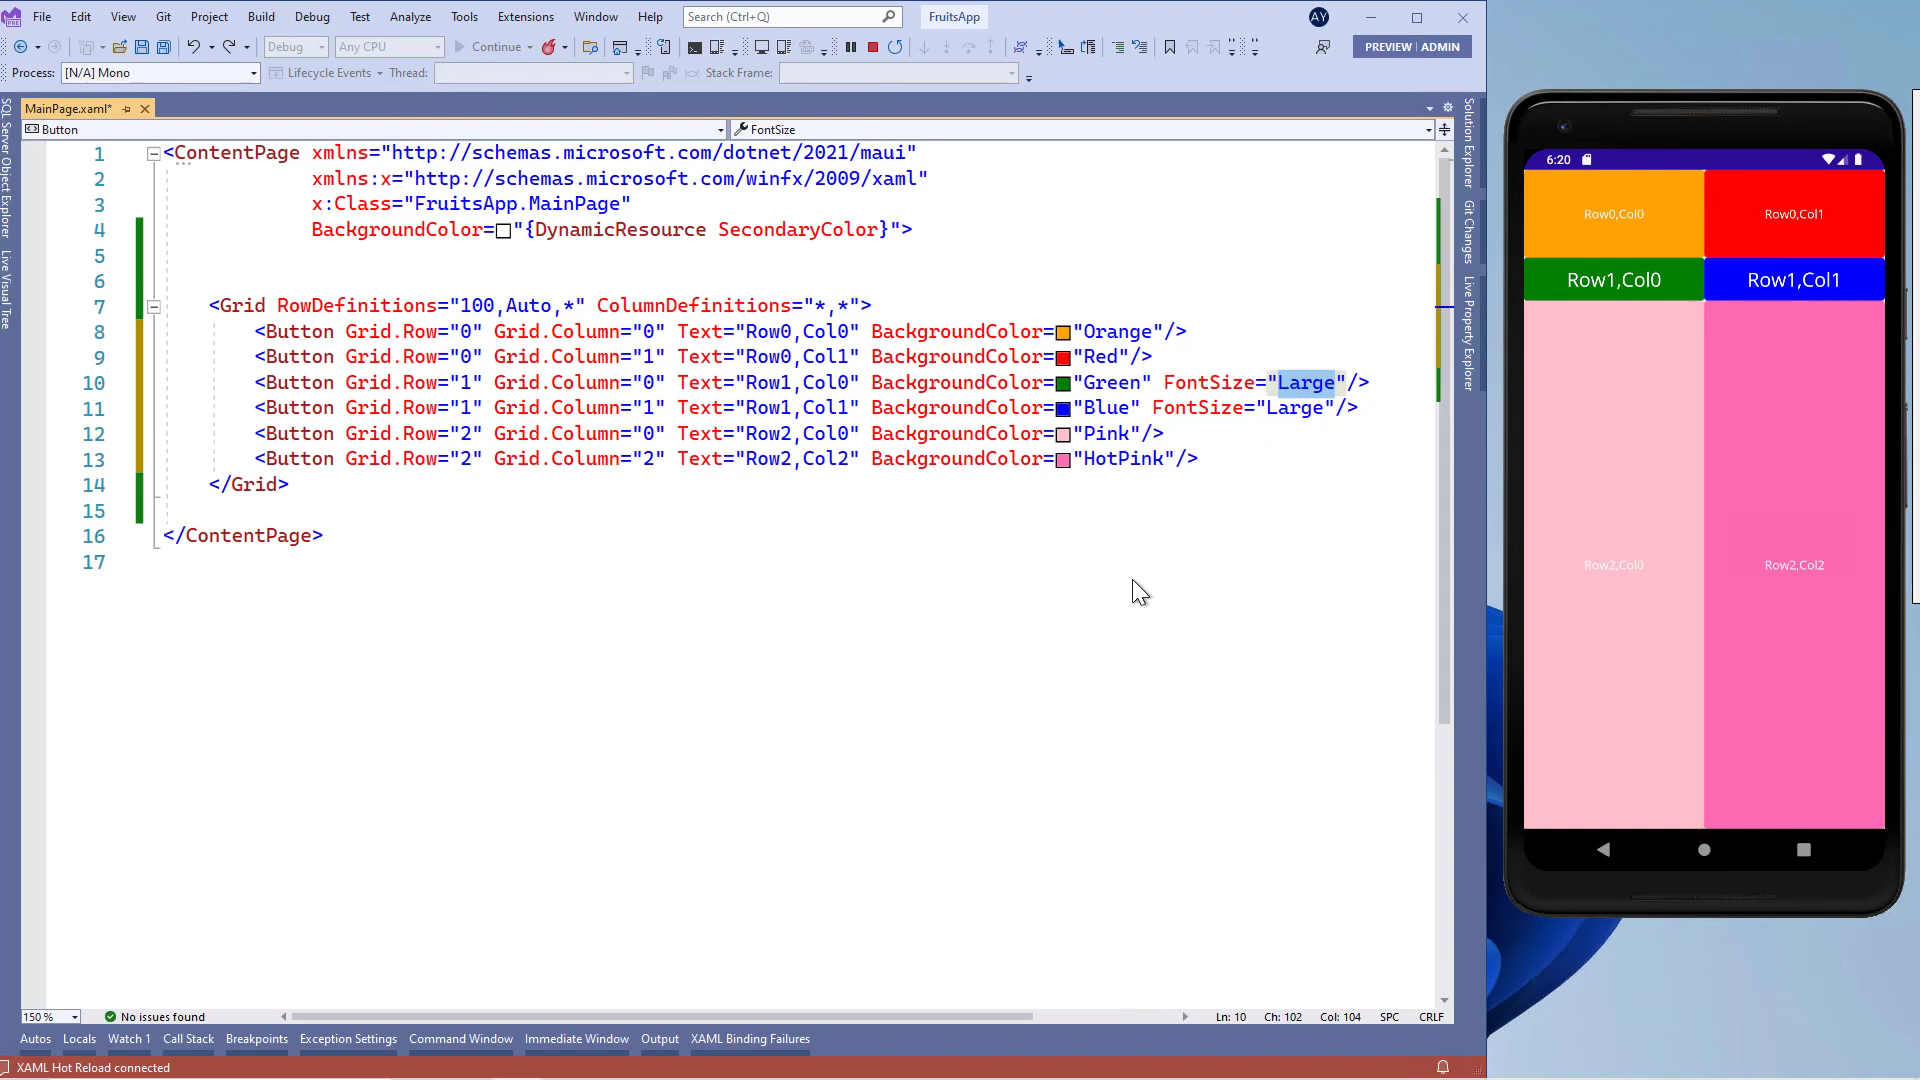 File Edit View Git Project Build Debug Test Analyze Tools Extensions Window Help Search (Ctrl+Q) FruitsApp AY
PRE
Debug Any CPU Continue PREVIEW | ADMIN
Process: [N/A] Mono Lifecycle Events Thread: Stack Frame:
MainPage.xaml*
Button FontSize
SQL Server Object Explorer
Live Visual Tree
1 <ContentPage xmlns="http://schemas.microsoft.com/dotnet/2021/maui"
2 xmlns:x="http://schemas.microsoft.com/winfx/2009/xaml"
3 x:Class="FruitsApp.MainPage"
4 BackgroundColor="{DynamicResource SecondaryColor}">
5
6
7 <Grid RowDefinitions="100,Auto,*" ColumnDefinitions="*,*">
8 <Button Grid.Row="0" Grid.Column="0" Text="Row0,Col0" BackgroundColor="Orange"/>
9 <Button Grid.Row="0" Grid.Column="1" Text="Row0,Col1" BackgroundColor="Red"/>
10 <Button Grid.Row="1" Grid.Column="0" Text="Row1,Col0" BackgroundColor="Green" FontSize="Large"/>
11 <Button Grid.Row="1" Grid.Column="1" Text="Row1,Col1" BackgroundColor="Blue" FontSize="Large"/>
12 <Button Grid.Row="2" Grid.Column="0" Text="Row2,Col0" BackgroundColor="Pink"/>
13 <Button Grid.Row="2" Grid.Column="2" Text="Row2,Col2" BackgroundColor="HotPink"/>
14 </Grid>
15
16 </ContentPage>
17
Solution Explorer
Git Changes
Live Property Explorer
150 % No issues found Ln: 10 Ch: 102 Col: 104 SPC CRLF
Autos Locals Watch 1 Call Stack Breakpoints Exception Settings Command Window Immediate Window Output XAML Binding Failures
XAML Hot Reload connected
6:20
Row0,Col0 Row0,Col1
Row1,Col0 Row1,Col1
Row2,Col0 Row2,Col2